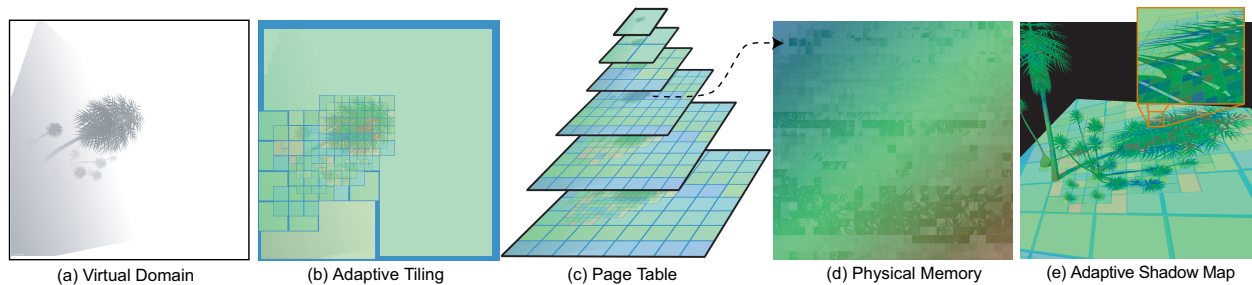 (a) Virtual Domain
(b) Adaptive Tiling
(c) Page Table
(d) Physical Memory
(e) Adaptive Shadow Map